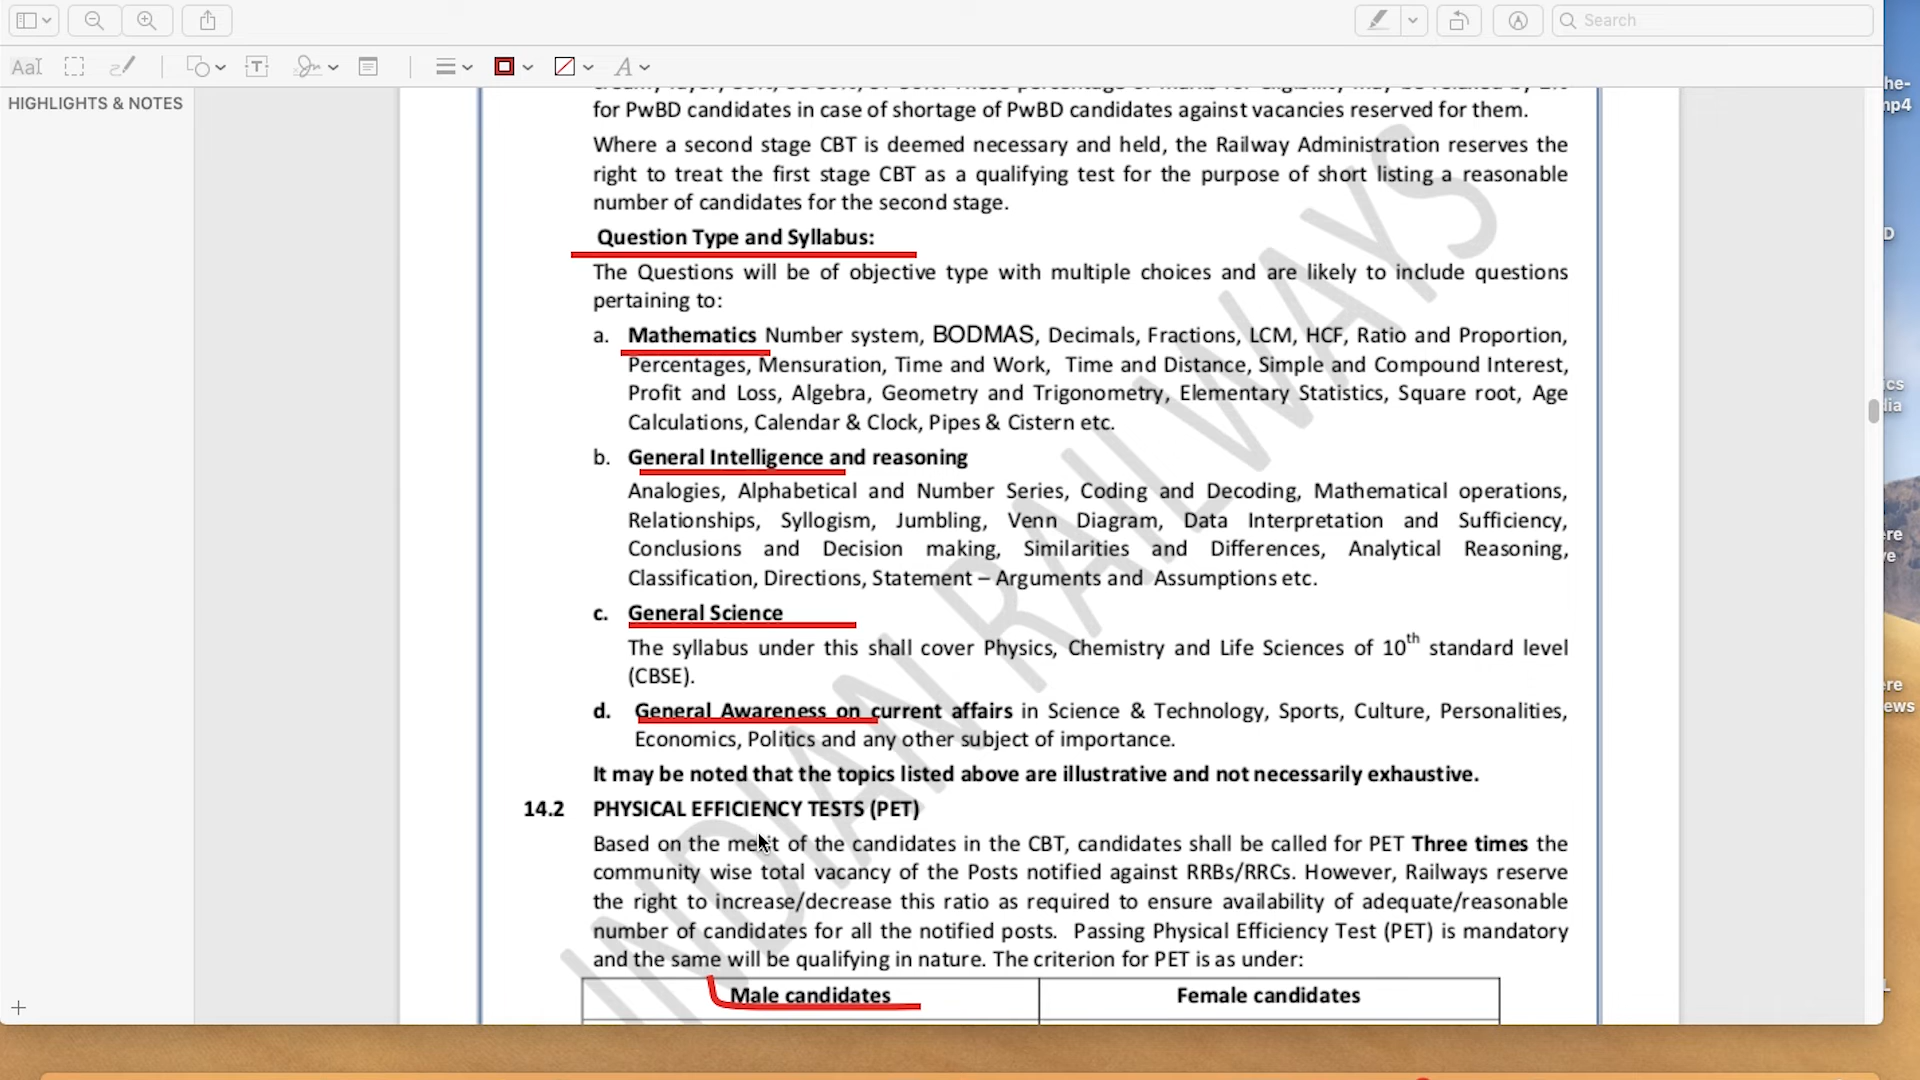 Search
AaI
A
HIGHLIGHTS & NOTES
for PwBD candidates in case of shortage of PwBD candidates against vacancies reserved for them.
Where a second stage CBT is deemed necessary and held, the Railway Administration reserves the
right to treat the first stage CBT as a qualifying test for the purpose of short listing a reasonable
number of candidates for the second stage.
Question Type and Syllabus:
The Questions will be of objective type with multiple choices and are likely to include questions
pertaining to:
a. Mathematics Number system, BODMAS, Decimals, Fractions, LCM, HCF, Ratio and Proportion,
Percentages, Mensuration, Time and Work, Time and Distance, Simple and Compound Interest,
Profit and Loss, Algebra, Geometry and Trigonometry, Elementary Statistics, Square root, Age
Calculations, Calendar & Clock, Pipes & Cistern etc.
b. General Intelligence and reasoning
Analogies, Alphabetical and Number Series, Coding and Decoding, Mathematical operations,
Relationships, Syllogism, Jumbling, Venn Diagram, Data Interpretation and Sufficiency,
Conclusions and Decision making, Similarities and Differences, Analytical Reasoning,
Classification, Directions, Statement – Arguments and Assumptions etc.
c. General Science
The syllabus under this shall cover Physics, Chemistry and Life Sciences of 10th standard level
(CBSE).
d. General Awareness on current affairs in Science & Technology, Sports, Culture, Personalities,
Economics, Politics and any other subject of importance.
It may be noted that the topics listed above are illustrative and not necessarily exhaustive.
14.2 PHYSICAL EFFICIENCY TESTS (PET)
Based on the merit of the candidates in the CBT, candidates shall be called for PET Three times the
community wise total vacancy of the Posts notified against RRBs/RRCs. However, Railways reserve
the right to increase/decrease this ratio as required to ensure availability of adequate/reasonable
number of candidates for all the notified posts. Passing Physical Efficiency Test (PET) is mandatory
and the same will be qualifying in nature. The criterion for PET is as under:
Male candidates Female candidates
INDIAN RAILWAYS